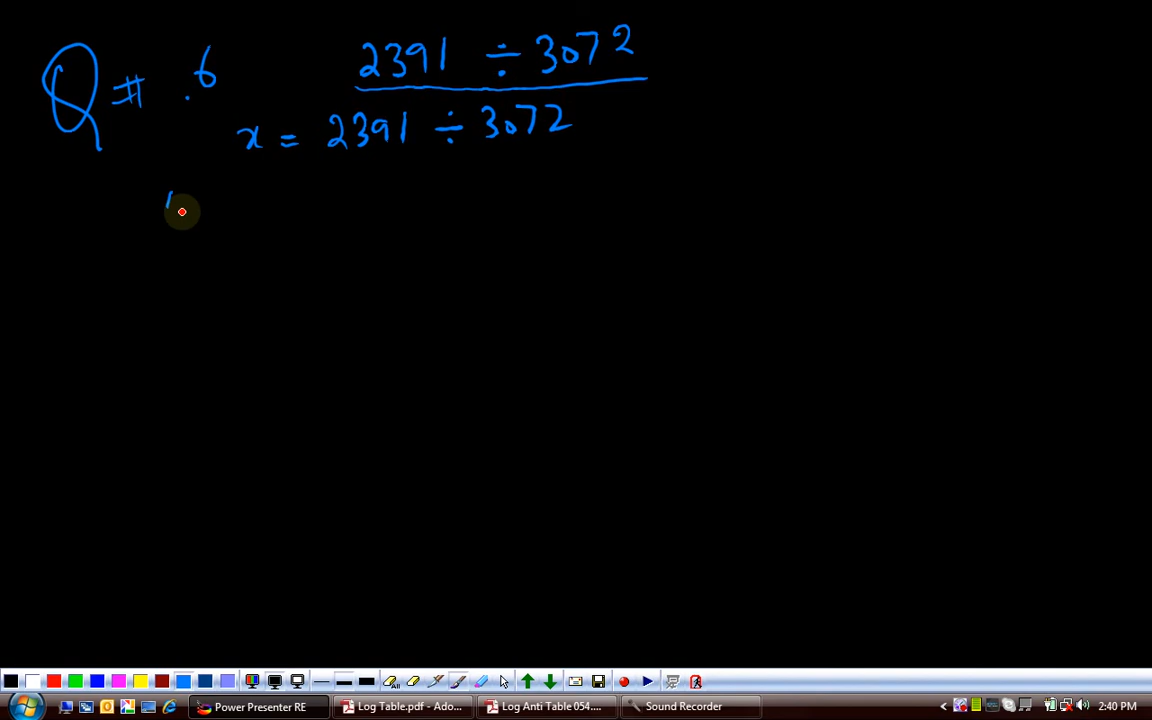 Q # .6 2391 ÷ 3072
x = 2391 ÷ 3072
Power Presenter RE
Log Table.pdf - Ado...
Log Anti Table 054....
Sound Recorder
2:40 PM